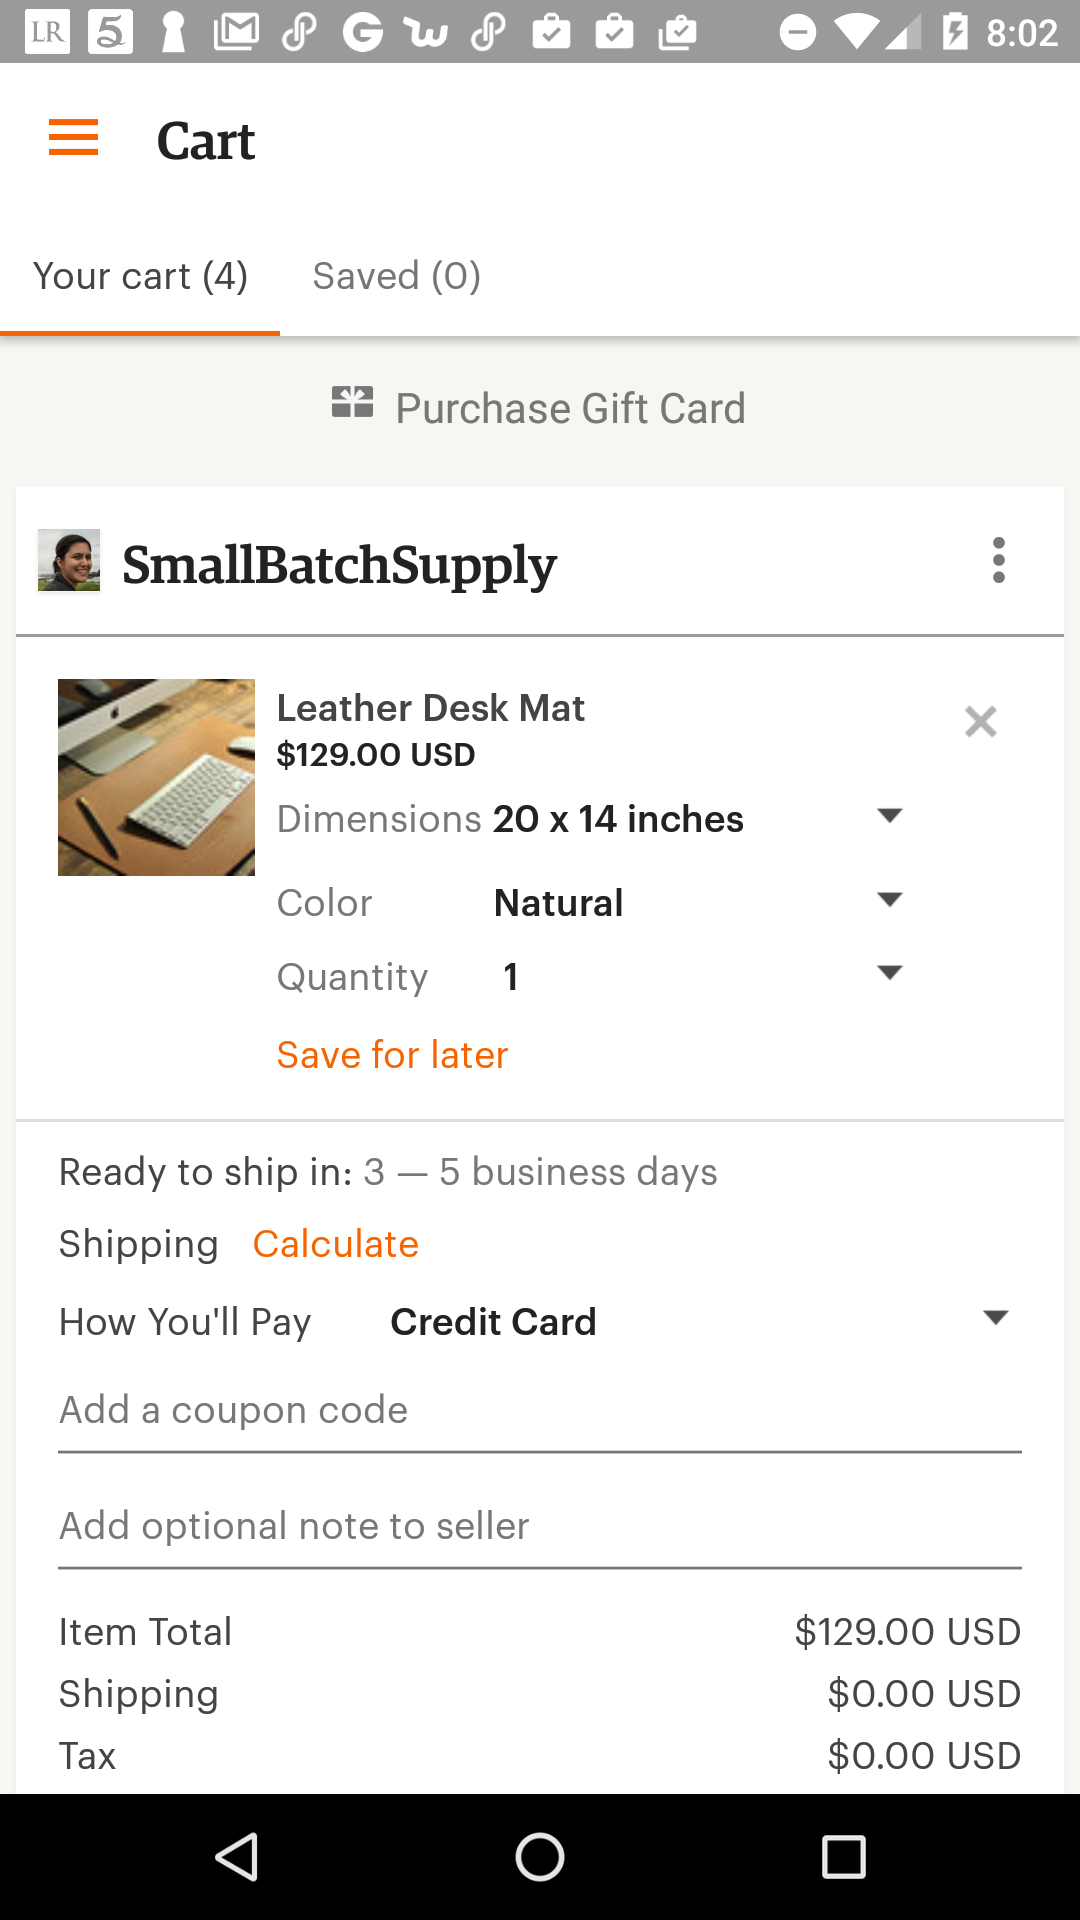 LR 5 8:02
Cart
Your cart (4) Saved (0)
Purchase Gift Card
SmallBatchSupply
Leather Desk Mat
$129.00 USD
Dimensions 20 x 14 inches
Color Natural
Quantity 1
Save for later
Ready to ship in: 3 — 5 business days
Shipping Calculate
How You'll Pay Credit Card
Add a coupon code
Add optional note to seller
Item Total $129.00 USD
Shipping $0.00 USD
Tax $0.00 USD